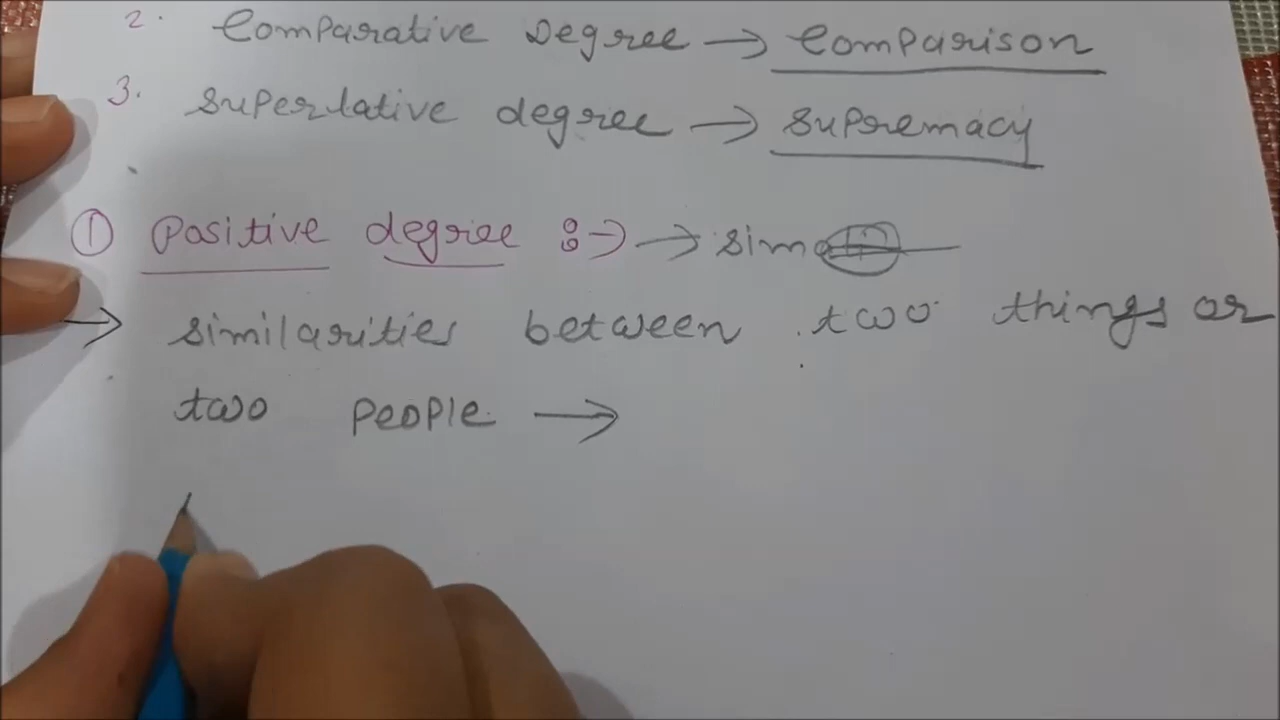 2. Comparative Degree → Comparison
3. Superlative degree → Supremacy
① Positive degree :-) → sim
→ similarities between two things or
two people →